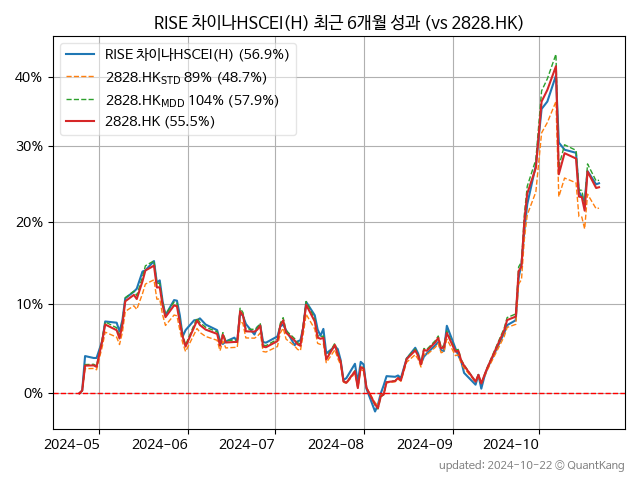 RISE 차이나HSCEI(H) 최근 6개월 성과 (vs 2828.HK)
RISE 차이나HSCEI(H) (56.9%)
2828.HK_STD 89% (48.7%)
2828.HK_MDD 104% (57.9%)
2828.HK (55.5%)
40%
30%
20%
10%
0%
2024-05 2024-06 2024-07 2024-08 2024-09 2024-10
updated: 2024-10-22 © QuantKang